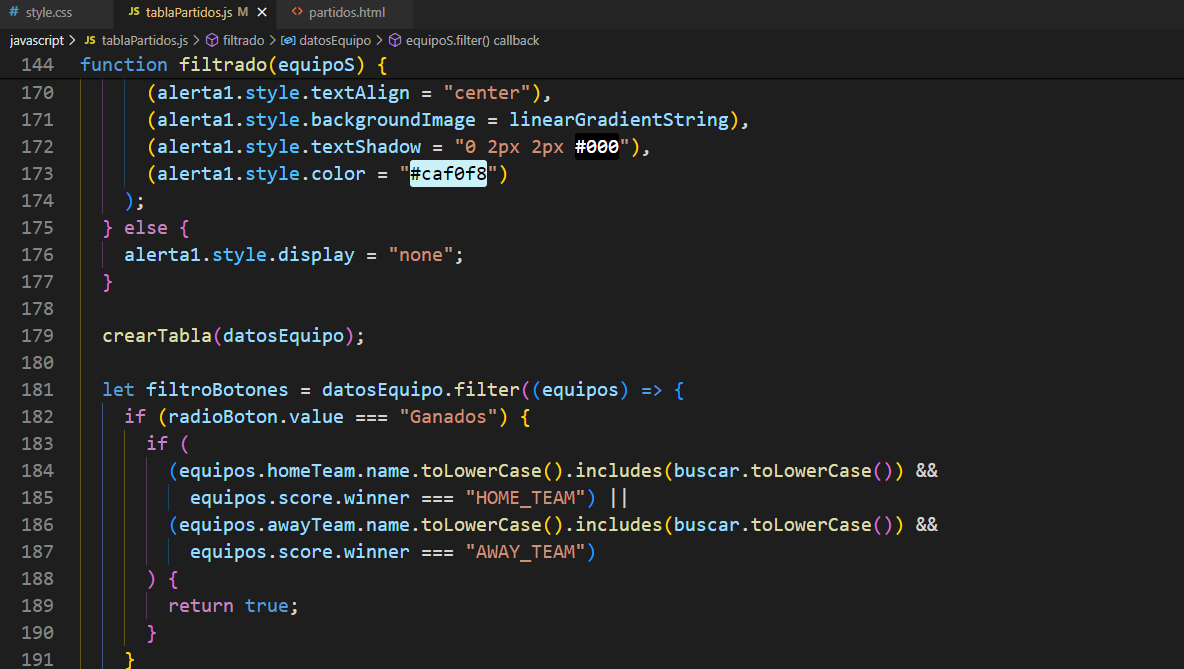 # style.css JS tablaPartidos.js M × <> partidos.html
javascript > JS tablaPartidos.js > filtrado > datosEquipo > equipoS.filter() callback
144 function filtrado(equipoS) {
170 (alerta1.style.textAlign = "center"),
171 (alerta1.style.backgroundImage = linearGradientString),
172 (alerta1.style.textShadow = "0 2px 2px #000"),
173 (alerta1.style.color = "#caf0f8")
174 );
175 } else {
176 alerta1.style.display = "none";
177 }
178
179 crearTabla(datosEquipo);
180
181 let filtroBotones = datosEquipo.filter((equipos) => {
182 if (radioBoton.value === "Ganados") {
183 if (
184 (equipos.homeTeam.name.toLowerCase().includes(buscar.toLowerCase()) &&
185 equipos.score.winner === "HOME_TEAM") ||
186 (equipos.awayTeam.name.toLowerCase().includes(buscar.toLowerCase()) &&
187 equipos.score.winner === "AWAY_TEAM")
188 ) {
189 return true;
190 }
191 }